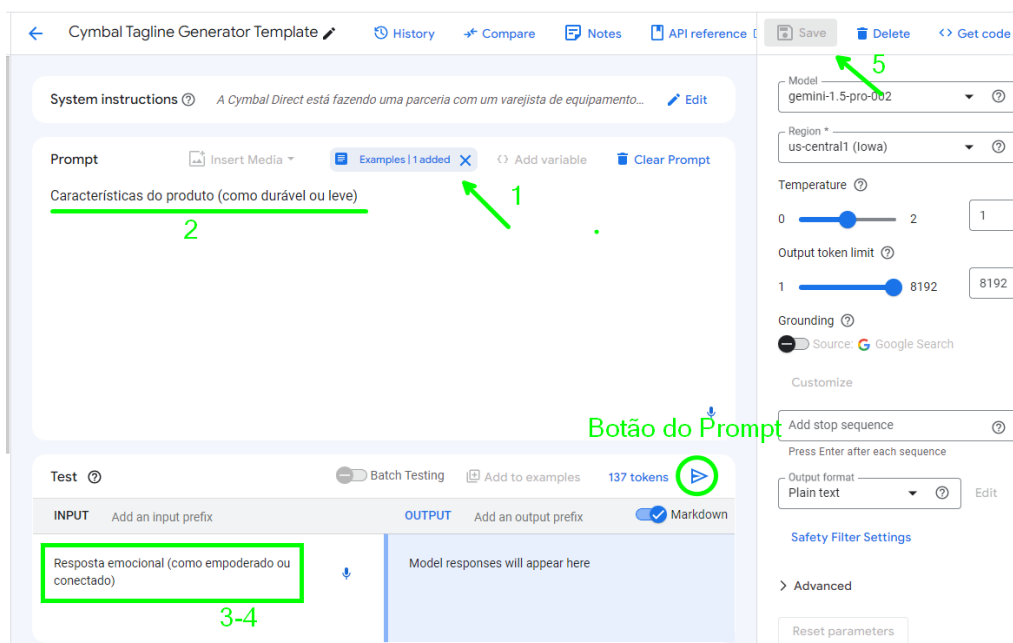 Cymbal Tagline Generator Template
History
Compare
Notes
API reference
Save
Delete
Get code
5
System instructions
A Cymbal Direct está fazendo uma parceria com um varejista de equipamento...
Edit
Model
gemini-1.5-pro-002
Region *
us-central1 (Iowa)
Prompt
Insert Media
Examples | 1 added
<> Add variable
Clear Prompt
1
Características do produto (como durável ou leve)
2
Temperature
0
2
1
Output token limit
1
8192
8192
Grounding
Source: G Google Search
Customize
Botão do Prompt
Add stop sequence
Press Enter after each sequence
Test
Batch Testing
Add to examples
137 tokens
Output format
Plain text
Edit
INPUT
Add an input prefix
OUTPUT
Add an output prefix
Markdown
Safety Filter Settings
Resposta emocional (como empoderado ou
conectado)
Model responses will appear here
3-4
Advanced
Reset parameters